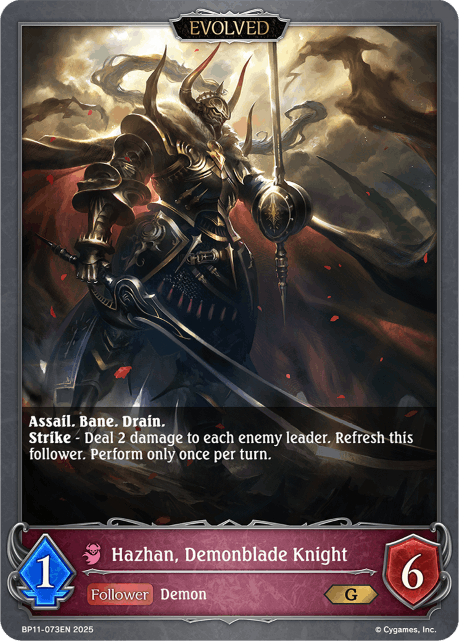 EVOLVED
Assail. Bane. Drain.
Strike - Deal 2 damage to each enemy leader. Refresh this
follower. Perform only once per turn.
Hazhan, Demonblade Knight
1
6
Follower Demon
G
BP11-073EN 2025
© Cygames, Inc.